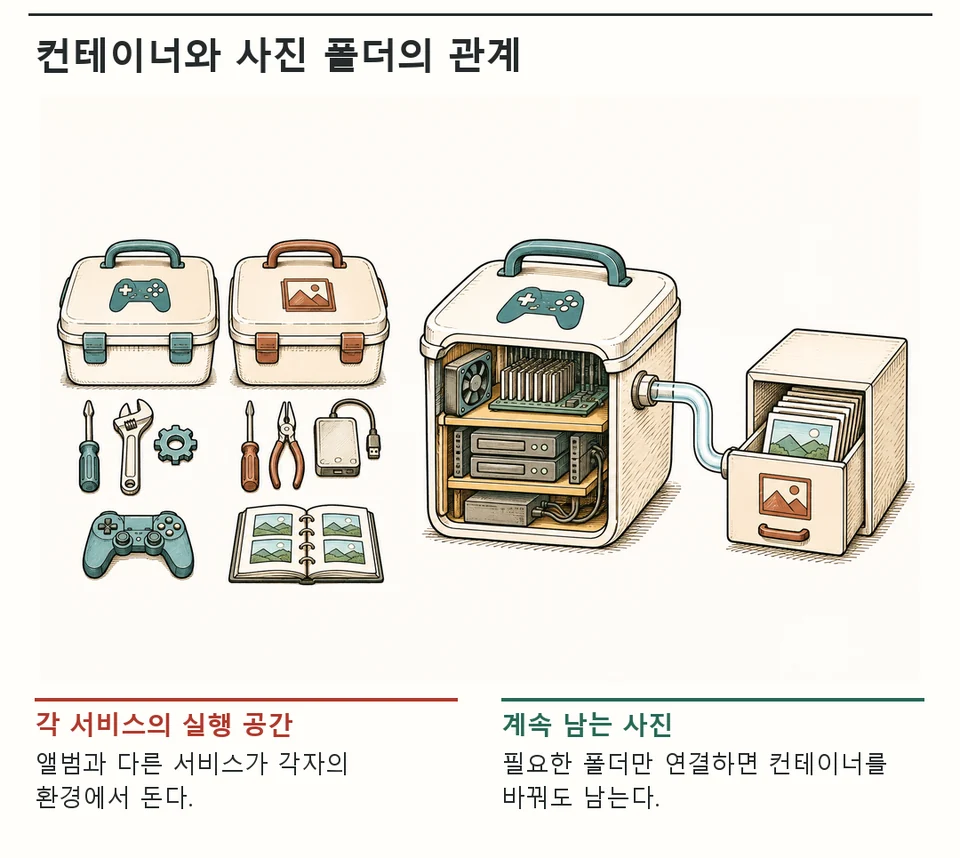 컨테이너와 사진 폴더의 관계
각 서비스의 실행 공간
앨범과 다른 서비스가 각자의
환경에서 돈다.
계속 남는 사진
필요한 폴더만 연결하면 컨테이너를
바꿔도 남는다.